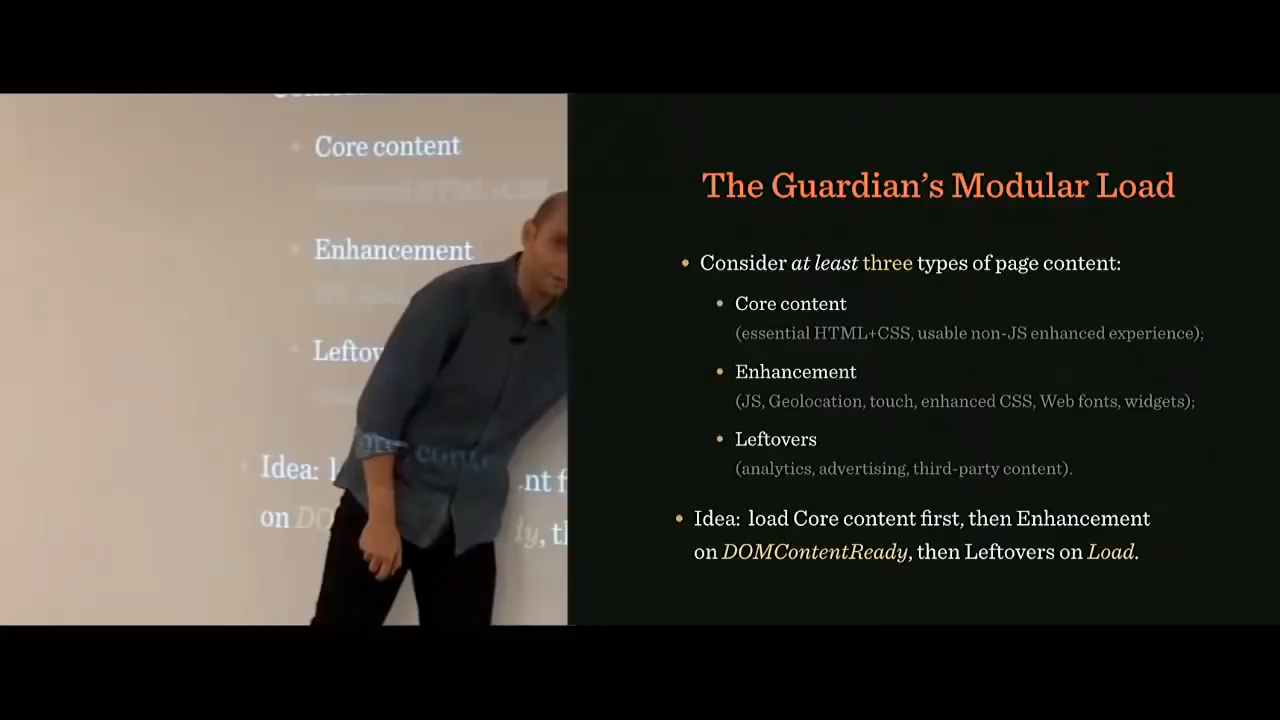 Core content
Enhancement
Idea:
on
The Guardian's Modular Load
• Consider at least three types of page content:
• Core content
(essential HTML+CSS, usable non-JS enhanced experience);
• Enhancement
(JS, Geolocation, touch, enhanced CSS, Web fonts, widgets);
• Leftovers
(analytics, advertising, third-party content).
• Idea: load Core content first, then Enhancement
on DOMContentReady, then Leftovers on Load.